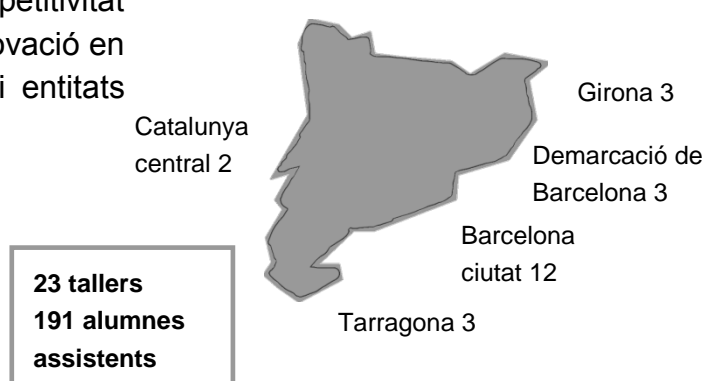 petitivitat
ovació en
i entitats
Catalunya
central 2
Girona 3
Demarcació de
Barcelona 3
Barcelona
ciutat 12
Tarragona 3
23 tallers
191 alumnes
assistents